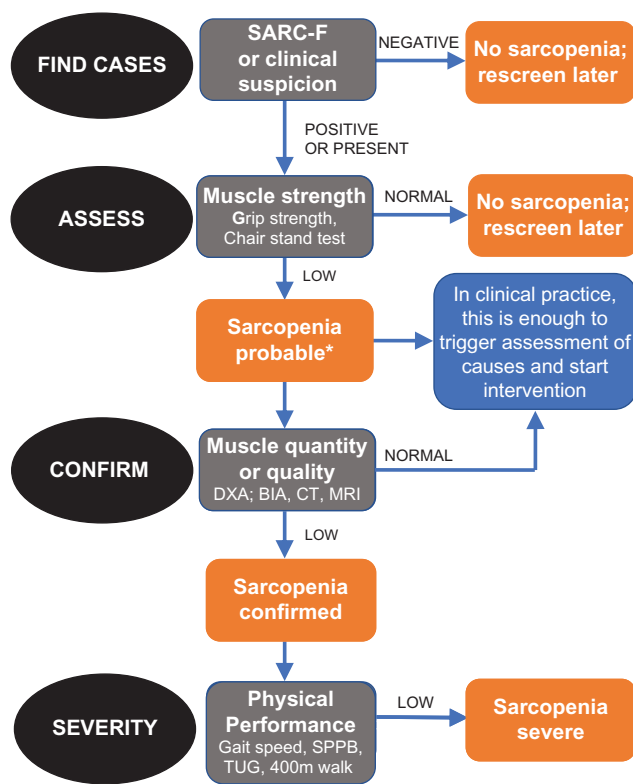 FIND CASES
SARC-F
or clinical
suspicion
NEGATIVE
No sarcopenia;
rescreen later
POSITIVE
OR PRESENT
ASSESS
Muscle strength
Grip strength,
Chair stand test
NORMAL
No sarcopenia;
rescreen later
LOW
Sarcopenia
probable*
In clinical practice,
this is enough to
trigger assessment of
causes and start
intervention
CONFIRM
Muscle quantity
or quality
DXA; BIA, CT, MRI
NORMAL
LOW
Sarcopenia
confirmed
SEVERITY
Physical
Performance
Gait speed, SPPB,
TUG, 400m walk
LOW
Sarcopenia
severe